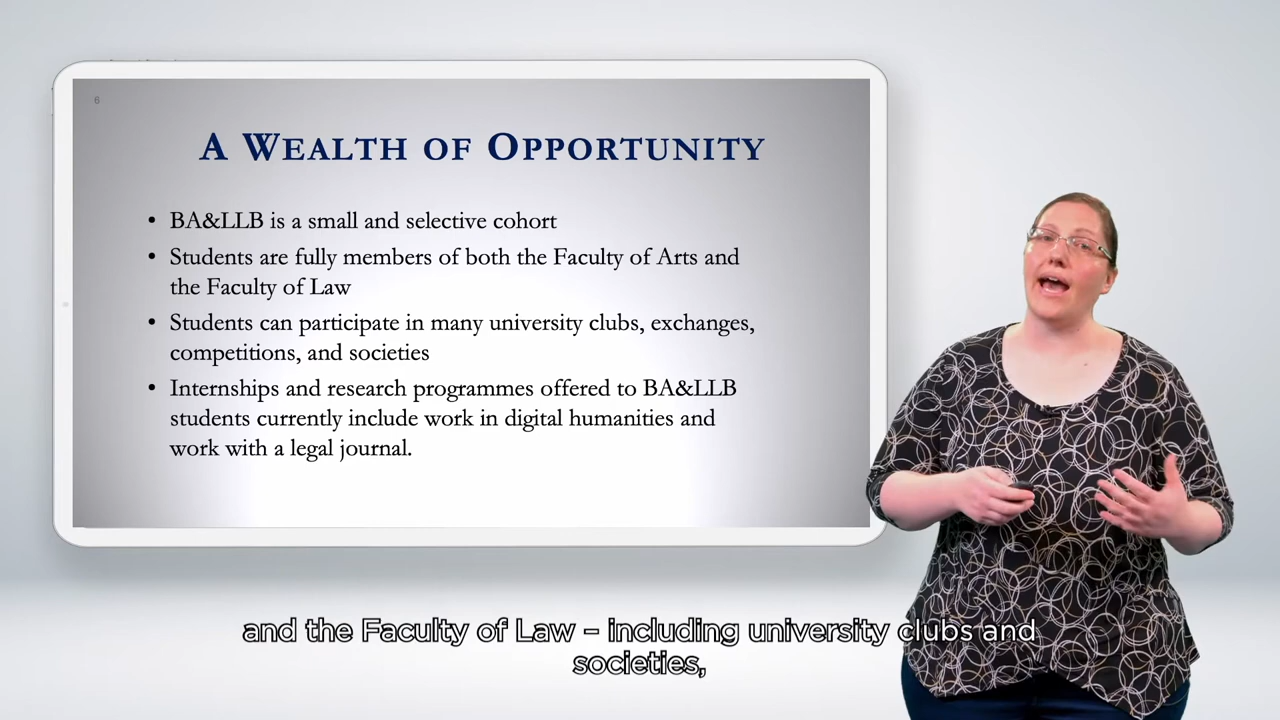 6
A Wealth of Opportunity
• BA&LLB is a small and selective cohort
• Students are fully members of both the Faculty of Arts and
the Faculty of Law
• Students can participate in many university clubs, exchanges,
competitions, and societies
• Internships and research programmes offered to BA&LLB
students currently include work in digital humanities and
work with a legal journal.
and the Faculty of Law – including university clubs and
societies,